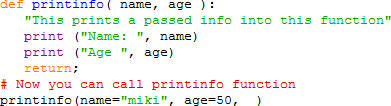 def printinfo( name, age ):
"This prints a passed info into this function"
print ("Name: ", name)
print ("Age ", age)
return;
# Now you can call printinfo function
printinfo(name="miki", age=50,  )